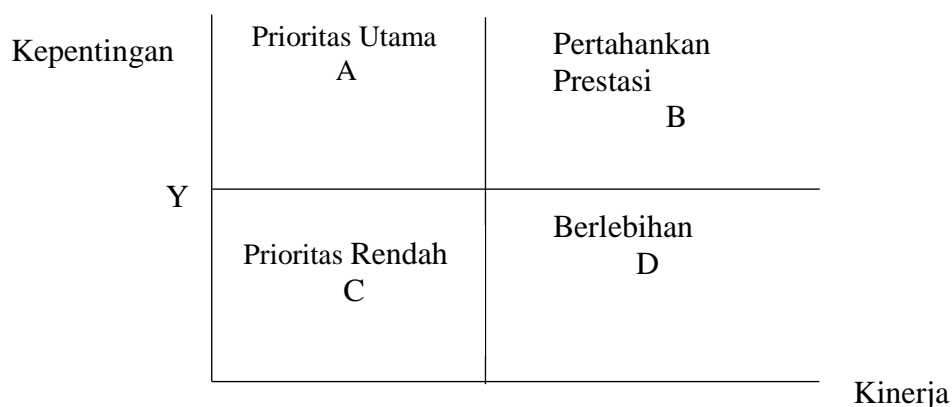 Kepentingan
Prioritas Utama
A
Pertahankan
Prestasi
B
Y
Prioritas Rendah
C
Berlebihan
D
Kinerja